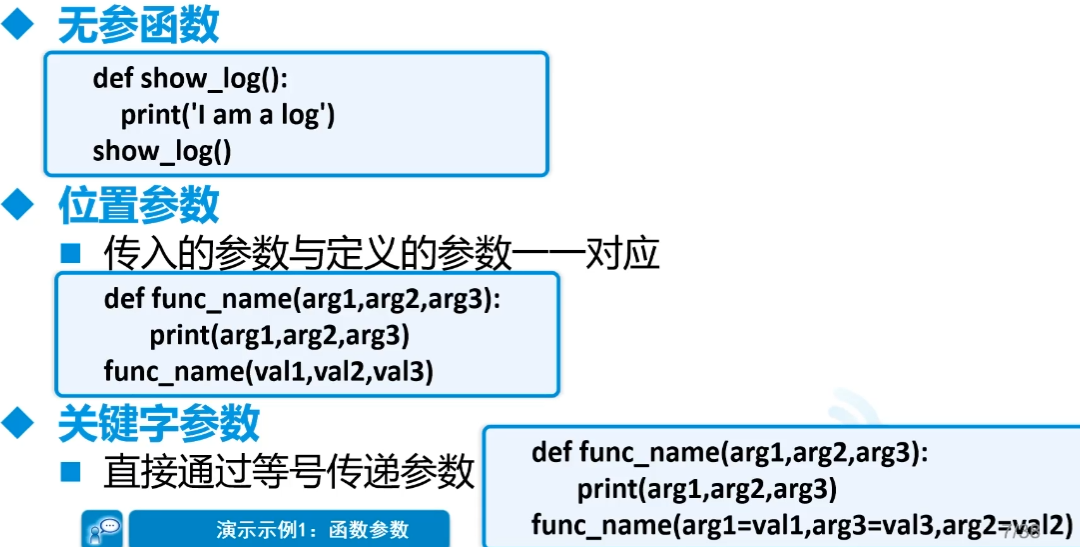 无参函数
def show_log():
print('I am a log')
show_log()
位置参数
传入的参数与定义的参数一一对应
def func_name(arg1,arg2,arg3):
print(arg1,arg2,arg3)
func_name(val1,val2,val3)
关键字参数
直接通过等号传递参数
def func_name(arg1,arg2,arg3):
print(arg1,arg2,arg3)
func_name(arg1=val1,arg3=val3,arg2=val2)
演示示例1：函数参数